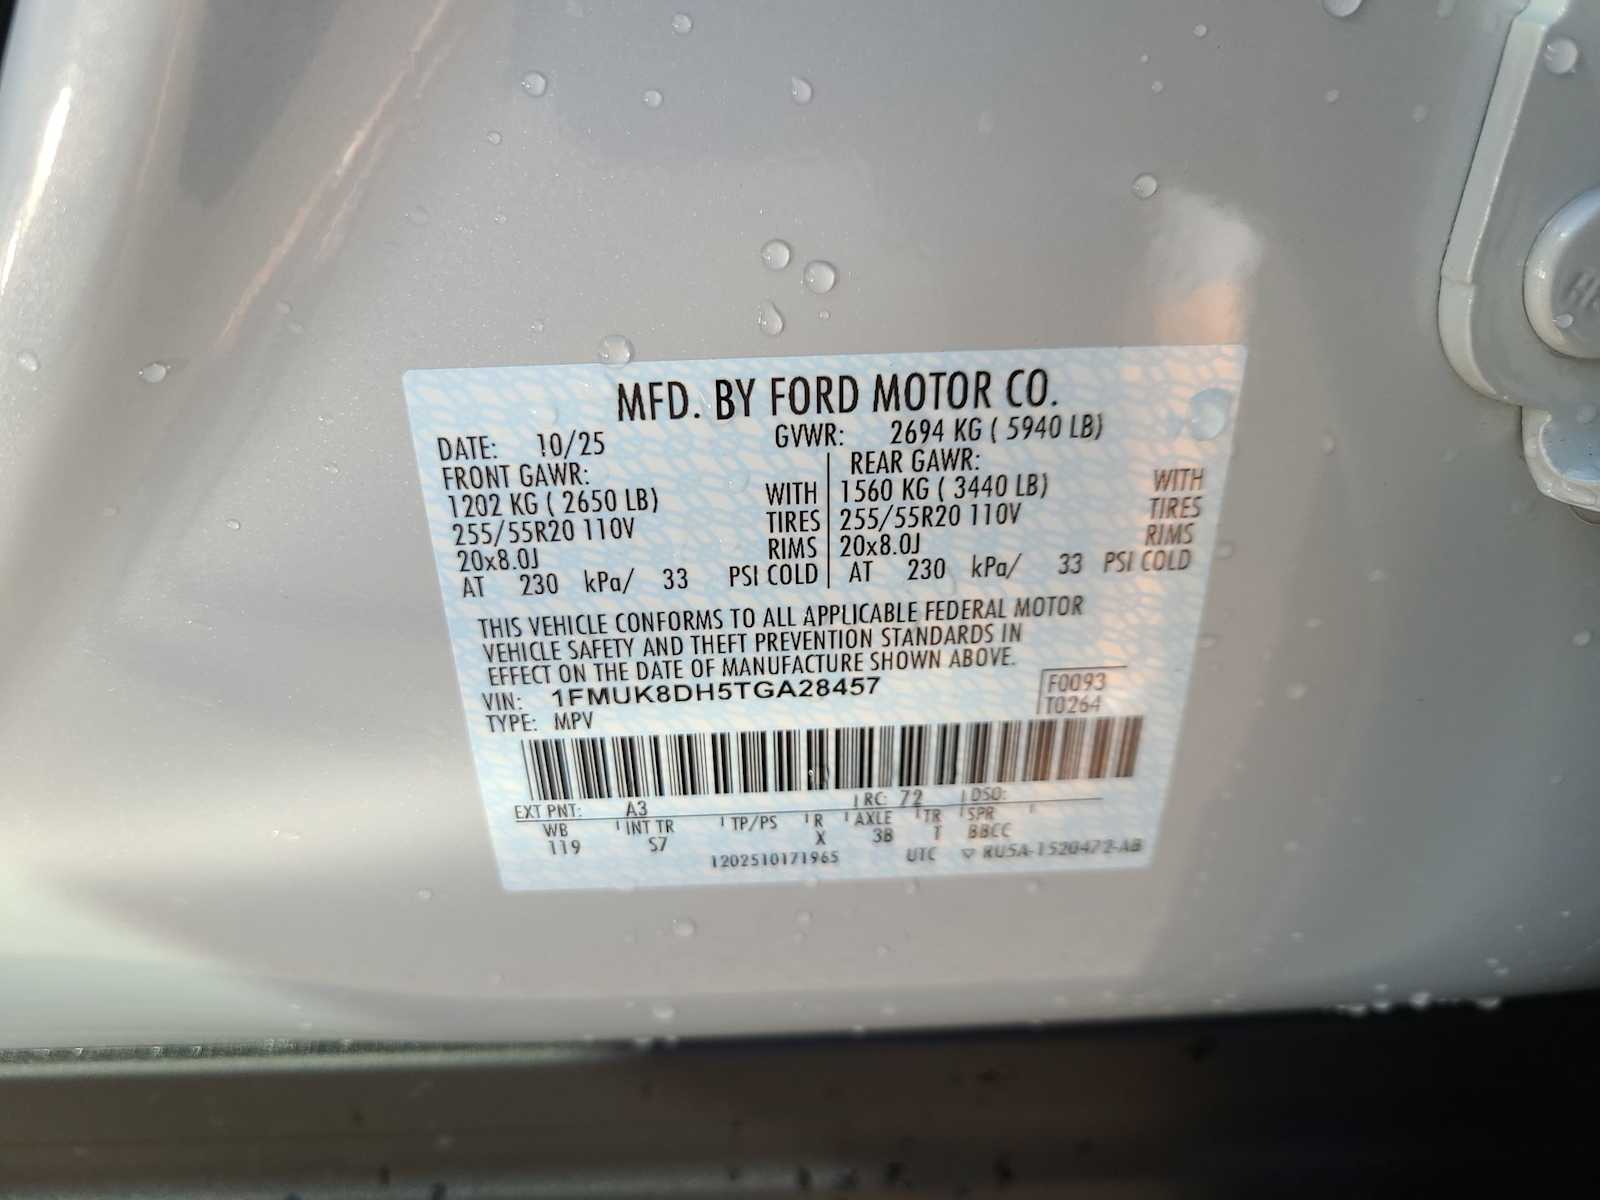 MFD. BY FORD MOTOR CO.
DATE: 10/25 GVWR: 2694 KG ( 5940 LB)
FRONT GAWR: REAR GAWR:
1202 KG ( 2650 LB) WITH 1560 KG ( 3440 LB) WITH
255/55R20 110V TIRES 255/55R20 110V TIRES
20x8.0J RIMS 20x8.0J RIMS
AT 230 kPa/ 33 PSI COLD AT 230 kPa/ 33 PSI COLD
THIS VEHICLE CONFORMS TO ALL APPLICABLE FEDERAL MOTOR
VEHICLE SAFETY AND THEFT PREVENTION STANDARDS IN
EFFECT ON THE DATE OF MANUFACTURE SHOWN ABOVE.
VIN: 1FMUK8DH5TGA28457 F0093
TYPE: MPV T0264
EXT PNT: A3 RC: 72 DSO:
WB INT TR TP/PS R AXLE TR SPR
119 S7 X 3B T BBCC
1202510171965 UTC ▽ RU5A-1520472-AB